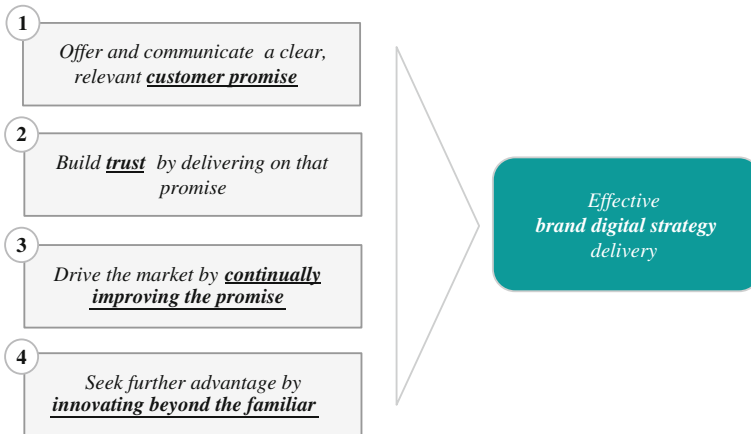 1
Offer and communicate a clear,
relevant customer promise
2
Build trust by delivering on that
promise
3
Drive the market by continually
improving the promise
4
Seek further advantage by
innovating beyond the familiar
Effective
brand digital strategy
delivery